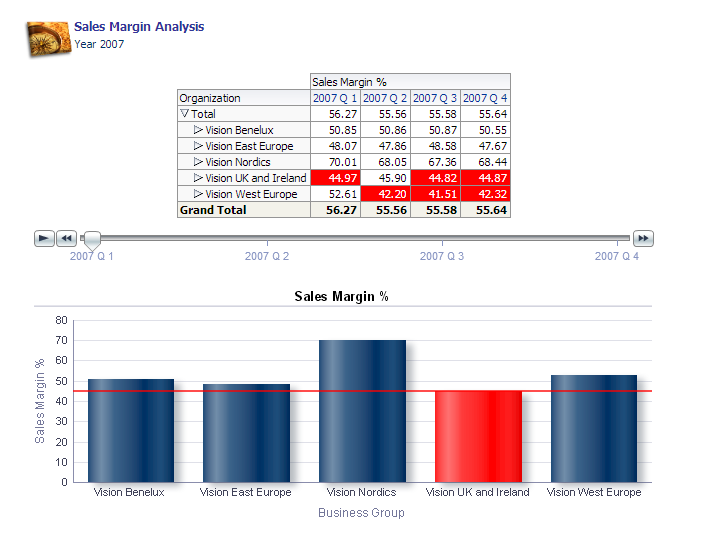 Sales Margin Analysis
Year 2007
Sales Margin %
Organization 2007 Q 1 2007 Q 2 2007 Q 3 2007 Q 4
Total 56.27 55.56 55.58 55.64
Vision Benelux 50.85 50.86 50.87 50.55
Vision East Europe 48.07 47.86 48.58 47.67
Vision Nordics 70.01 68.05 67.36 68.44
Vision UK and Ireland 44.97 45.90 44.82 44.87
Vision West Europe 52.61 42.20 41.51 42.32
Grand Total 56.27 55.56 55.58 55.64
2007 Q 1 2007 Q 2 2007 Q 3 2007 Q 4
Sales Margin %
Sales Margin %
80
70
60
50
40
30
20
10
0
Vision Benelux Vision East Europe Vision Nordics Vision UK and Ireland Vision West Europe
Business Group